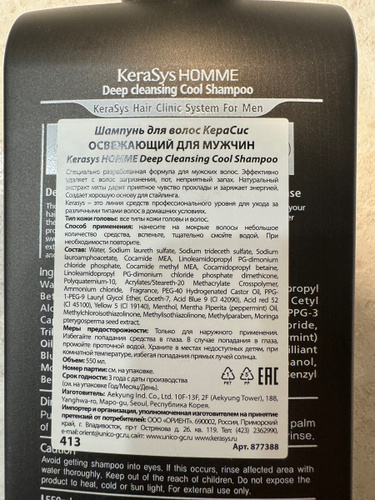 KeraSys HOMME
Deep cleansing Cool Shampoo
KeraSys Hair Clinic System For Men
Шампунь для волос КераСис
ОСВЕЖАЮЩИЙ ДЛЯ МУЖЧИН
Kerasys HOMME Deep Cleansing Cool Shampoo
Специально разработанная формула для мужских волос. Эффективно
удаляет с волос загрязнения, пот, неприятный запах. Натуральный
экстракт мяты дарит приятное чувство прохлады и заряжает энергией.
Создает хорошую основу для стайлинга.
Kerasys – это линия средств профессионального уровня для ухода за
различными типами волос в домашних условиях.
Тип кожи головы: все типы кожи головы и волос.
Способ применения: нанесите на мокрые волосы небольшое
количество средства, вспеньте, тщательно смойте водой. При
необходимости повторите.
Состав: Water, Sodium laureth sulfate, Sodium trideceth sulfate, Sodium
lauroamphoacetate, Cocamide MEA, Linoleamidopropyl PG-dimonium
chloride phosphate, Cocamide methyl MEA, Cocamidopropyl betaine,
Linoleamidopropyl PG-dimonium chloride phosphate dimethicone,
Polyquaternium-10, Acrylates/Steareth-20 Methacrylate Crosspolymer,
Ammonium chloride, Fragrance, PEG-40 Hydrogenated Castor Oil, PPG-
1-PEG-9 Lauryl Glycol Ether, Coceth-7, Acid Blue 9 (CI 42090), Acid red 52
(CI 45100), Yellow 5 (CI 19140), Menthol, Mentha Piperita (peppermint) Oil,
Methylchloroisothiazolinone, Methylisothiazolinone, Methylparaben, Moringa
pterygosperma seed extract.
Меры предосторожности: Только для наружного применения.
Избегайте попадания средства в глаза. В случае попадания в глаза,
промойте проточной водой. Храните в местах недоступных детям, при
комнатной температуре, избегая попадания прямых лучей солнца.
Объем: 550 мл.
Номер партии: см. на упаковке.
Срок годности: 3 года с даты производства
(см. на упаковке Год/Месяц/День).
Изготовитель: Aekyung Ind. Co., Ltd. 10F-13F, 2F (Aekyung Tower), 188,
Yanghwa-ro, Mapo-gu, Seoul, Республика Корея.
Импортер и организация, уполномоченная изготовителем на принятие
претензий от потребителей: ООО «ОРИЕНТ» 690002, Россия, Приморский
край, г. Владивосток, пр-т Острякова д. 26. кв. 119. Тел: (423) 2362990,
e-mail: orient@unico-gc.ru сайт: www.unico-gc.ru, www.kerasys.ru
413 Арт. 877388
Caution
Avoid getting shampoo into eyes. If this occurs, rinse affected area with
water thoroughly. Keep out of the reach of children. Do not expose the
product to heat, cold or sun light. For external use only.